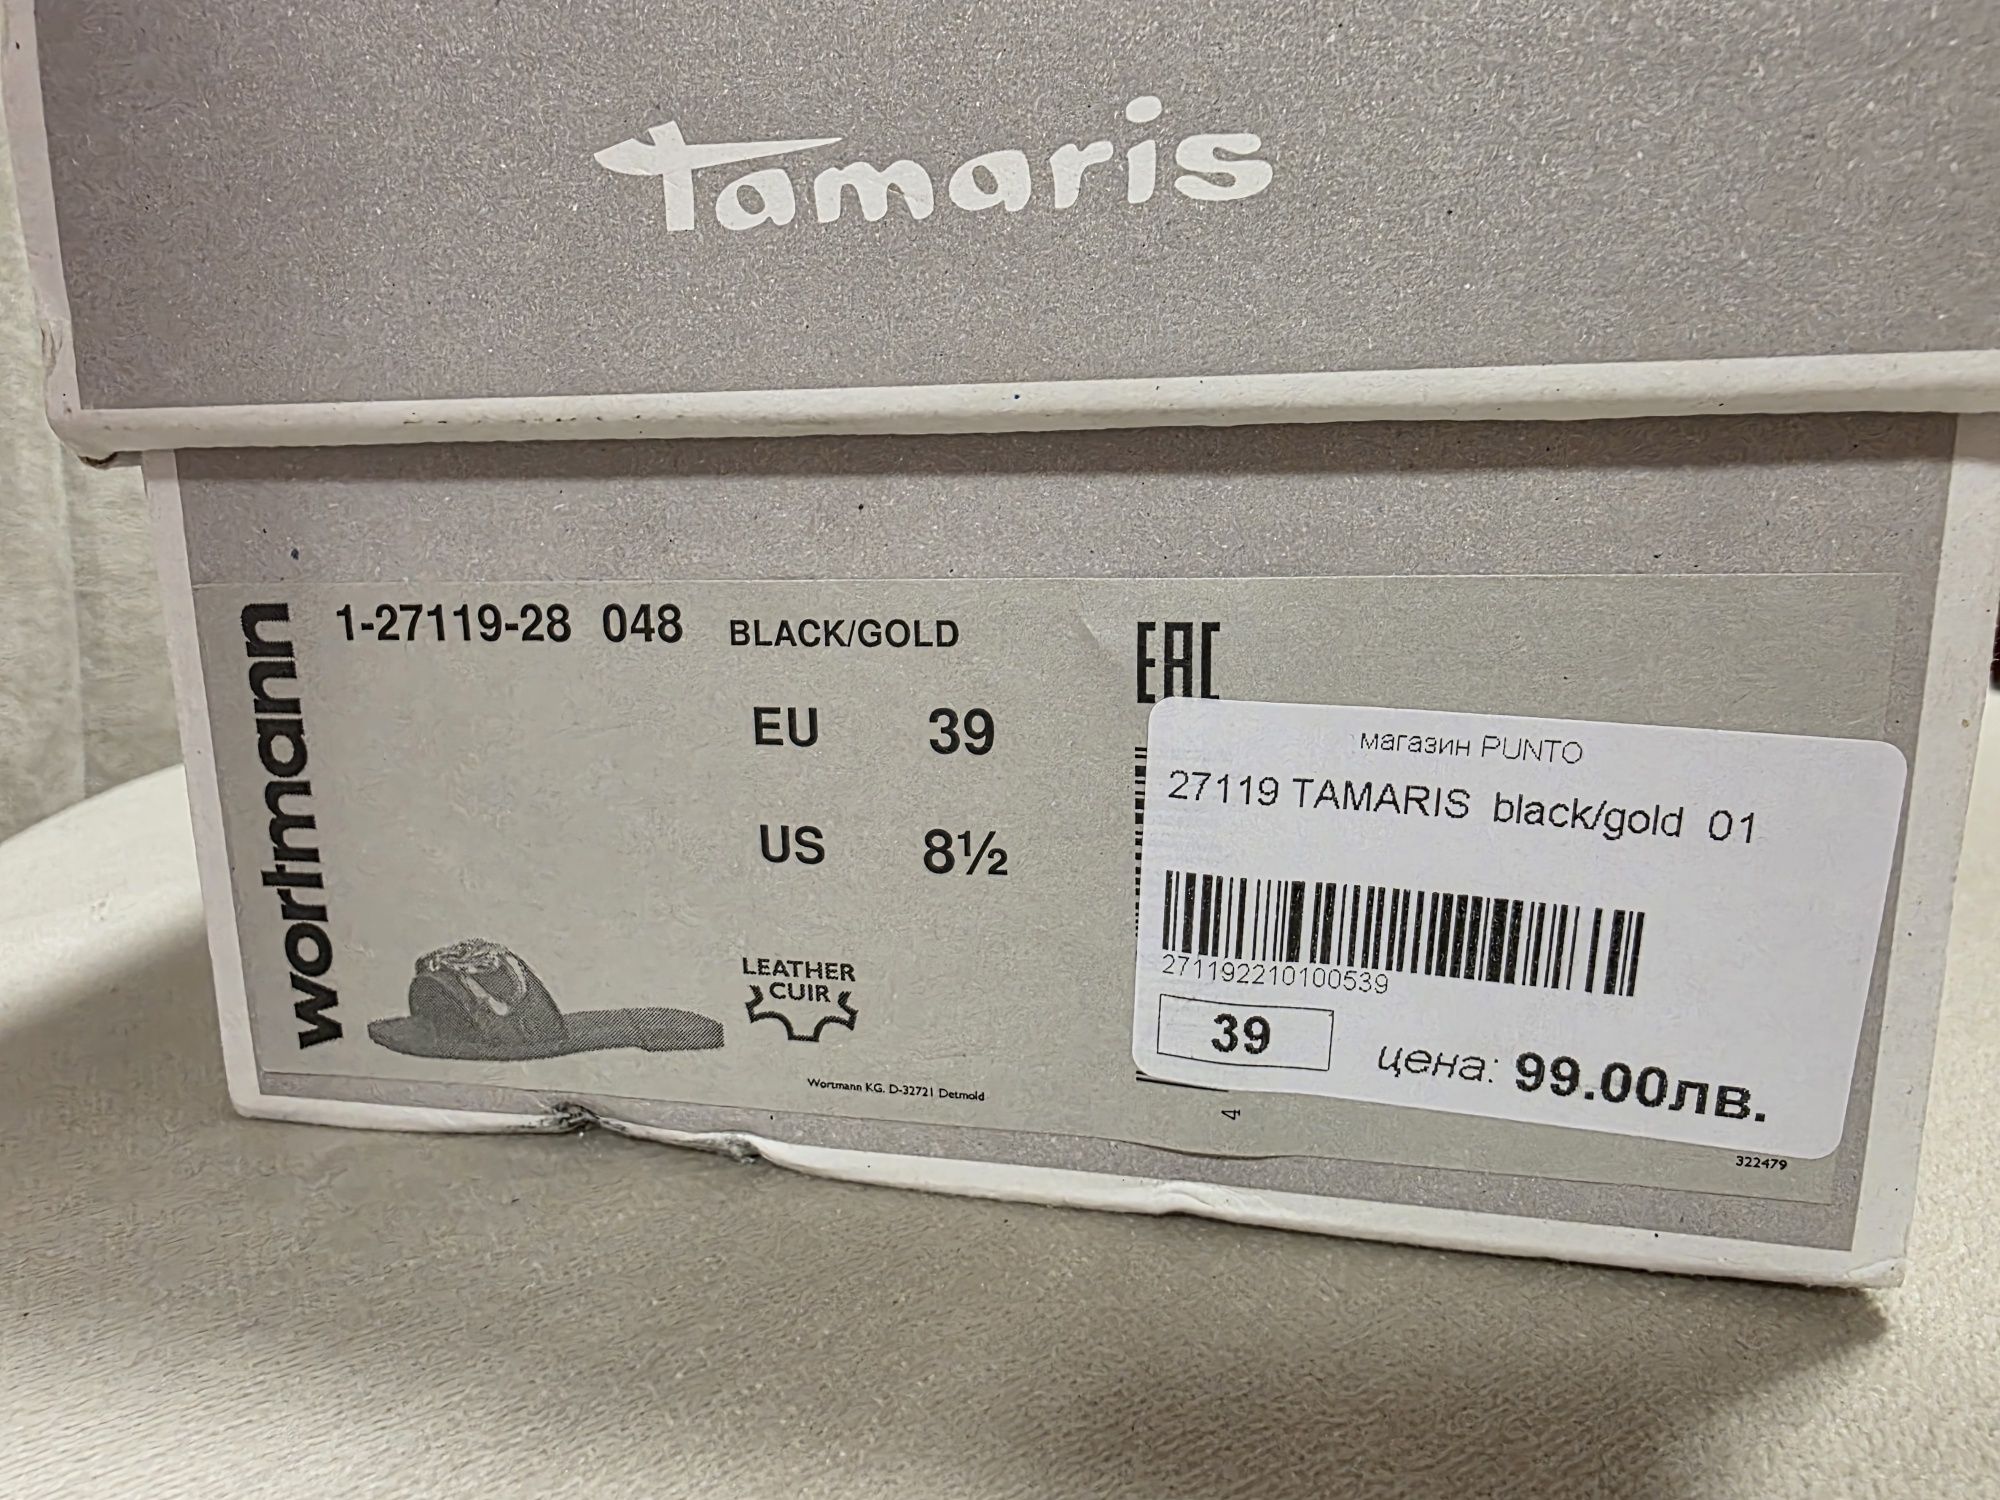 Tamaris
wortmann
1-27119-28 048 BLACK/GOLD
EU 39
US 8½
LEATHER
CUIR
Wortmann KG. D-32721 Detmold
EAC
магазин PUNTO
27119 TAMARIS black/gold 01
271192210100539
39
цена: 99.00лв.
4
322479